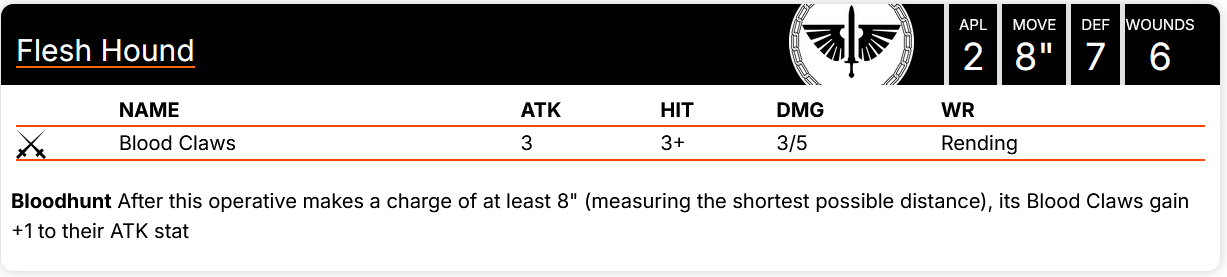 Flesh Hound
APL MOVE DEF WOUNDS
2 8" 7 6
NAME ATK HIT DMG WR
Blood Claws 3 3+ 3/5 Rending
Bloodhunt After this operative makes a charge of at least 8" (measuring the shortest possible distance), its Blood Claws gain
+1 to their ATK stat